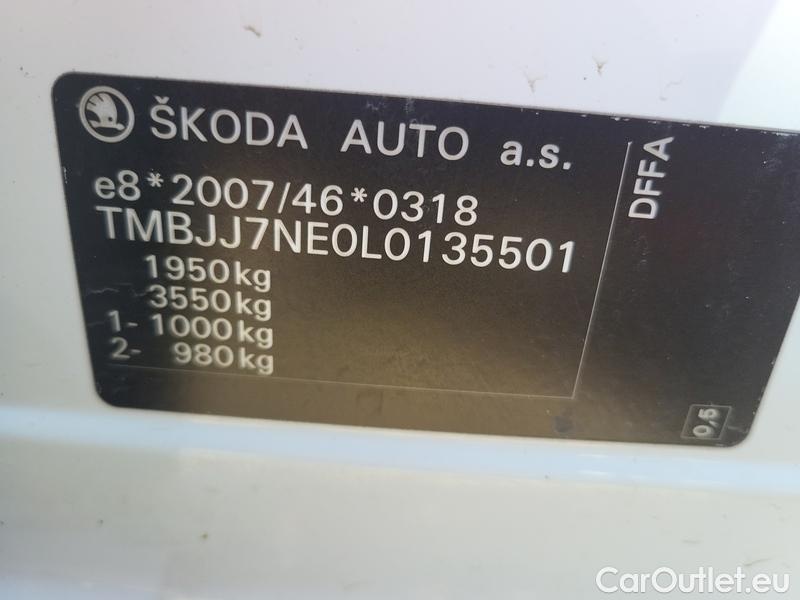 ŠKODA AUTO a.s.
e8*2007/46*0318
TMBJJ7NE0L0135501
1950kg
3550kg
1- 1000kg
2- 980kg
DFFA
0,5
CarOutlet.eu